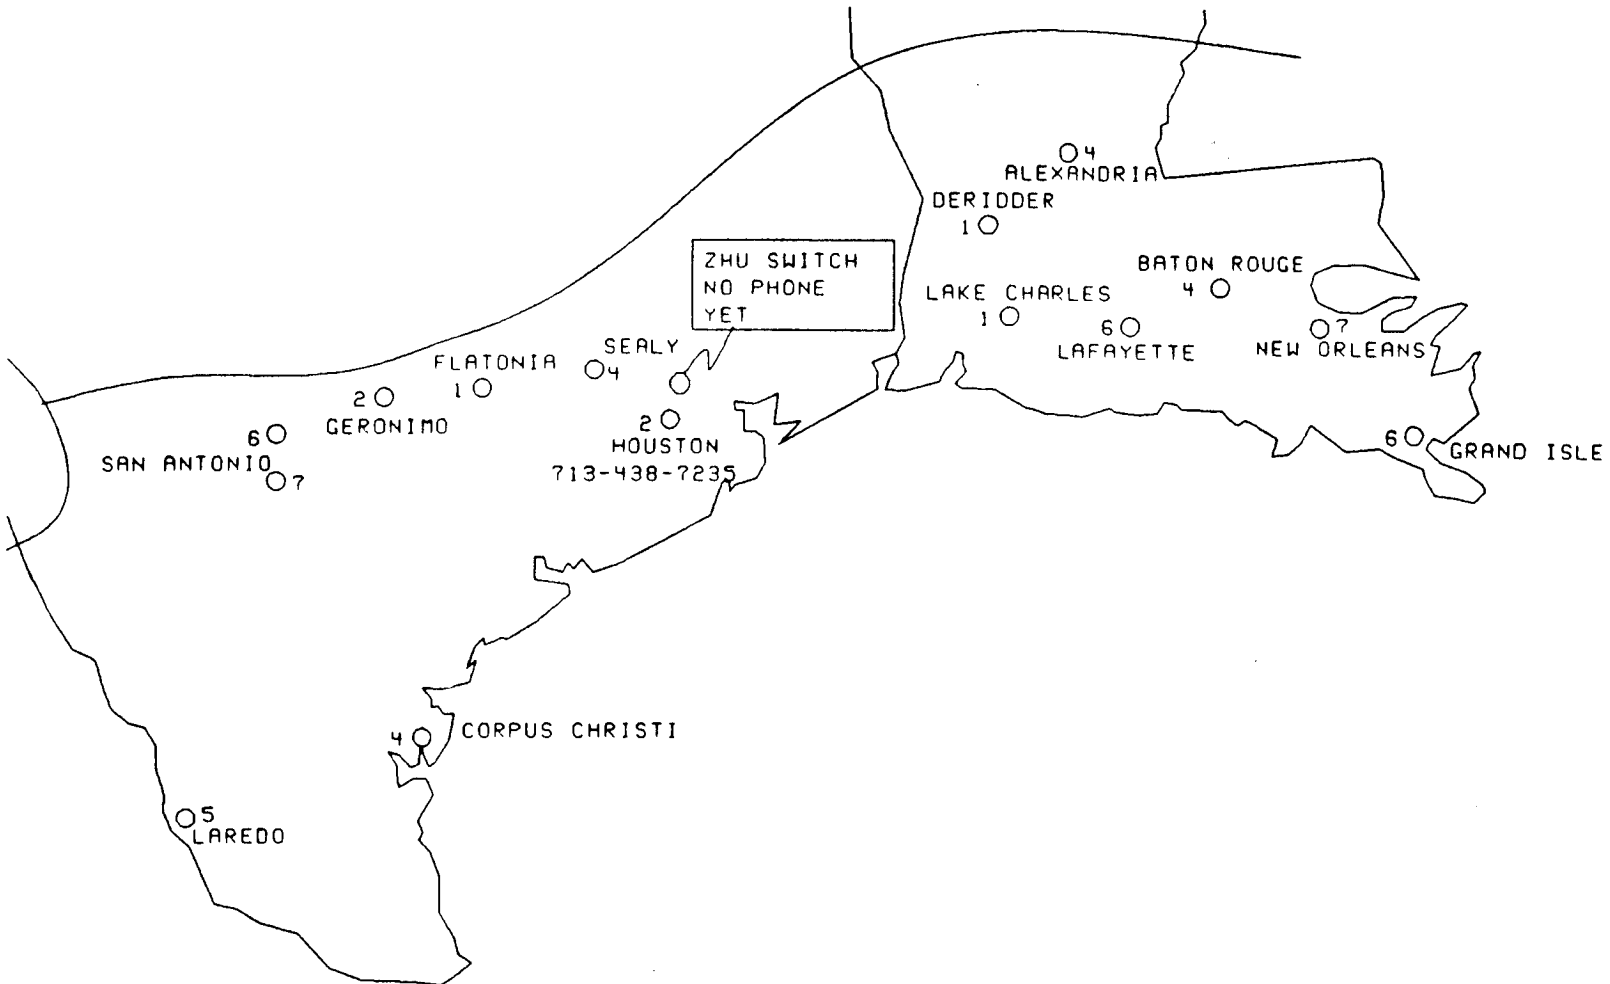 4
ALEXANDRIA
DERIDDER
1
ZHU SWITCH
NO PHONE
YET
BATON ROUGE
4
LAKE CHARLES
1
6
LAFAYETTE
7
NEW ORLEANS
SEALY
4
FLATONIA
1
2
GERONIMO
2
HOUSTON
713-438-7235
6
SAN ANTONIO
7
6
GRAND ISLE
4
CORPUS CHRISTI
5
LAREDO